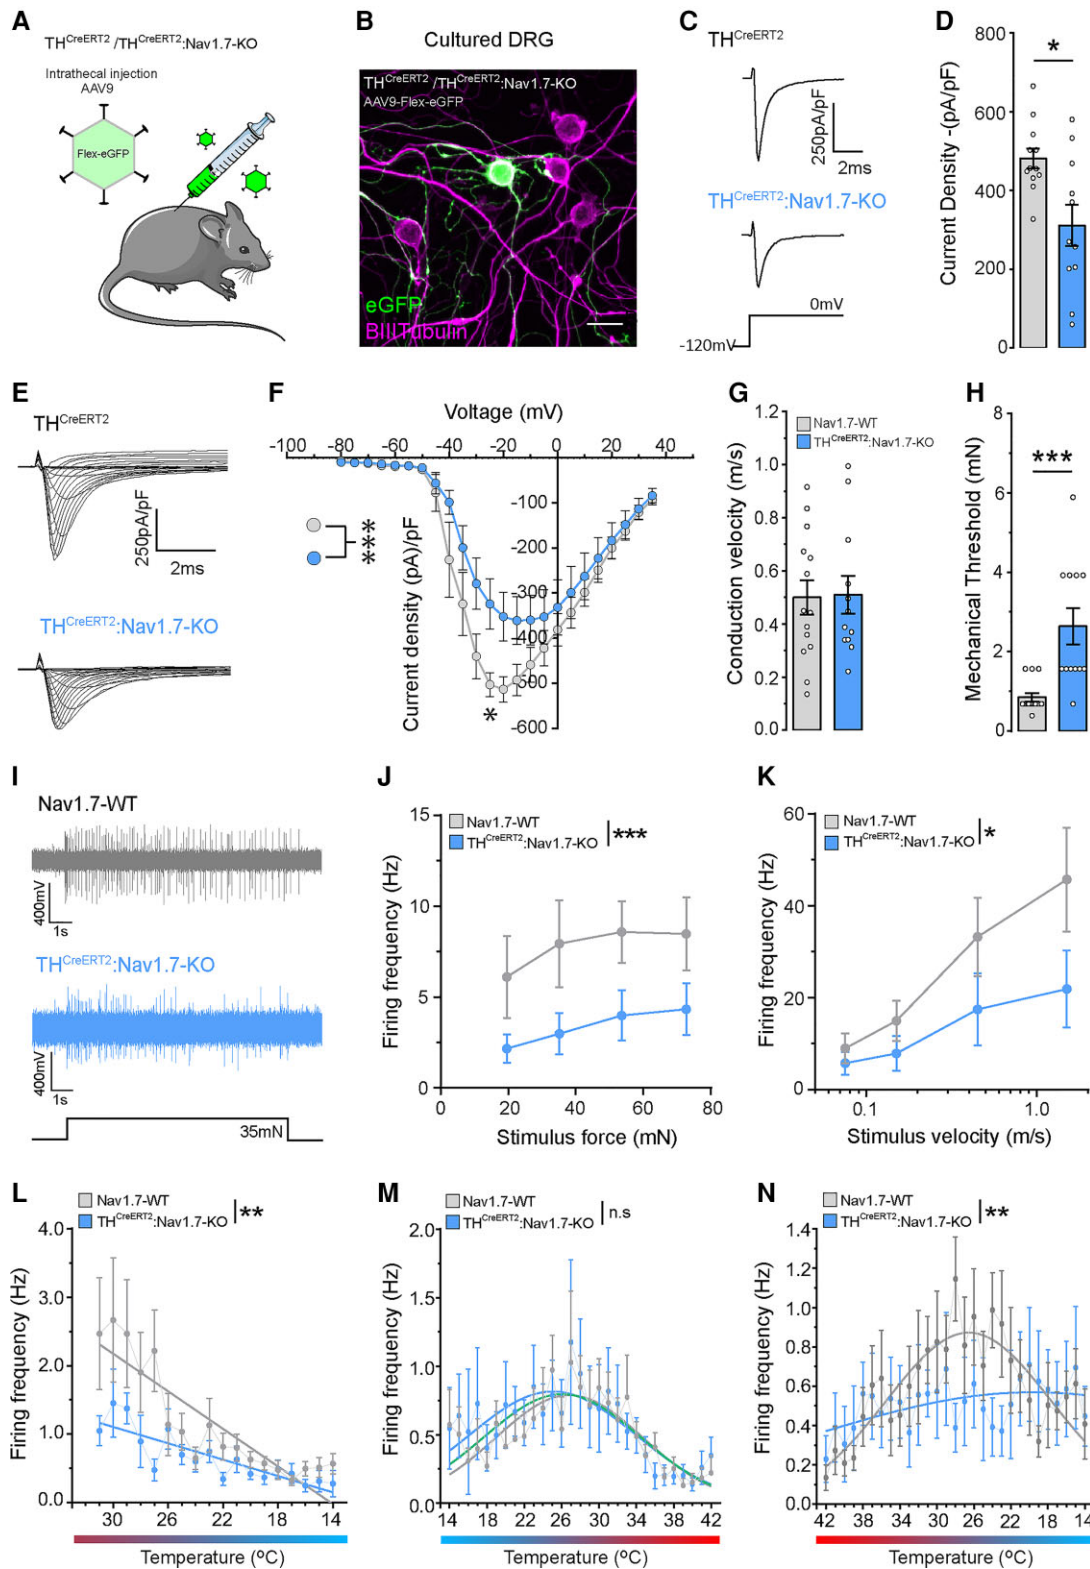 A
TH^CreERT2 /TH^CreERT2:Nav1.7-KO
Intrathecal injection
AAV9
Flex-eGFP
B
Cultured DRG
TH^CreERT2 /TH^CreERT2:Nav1.7-KO
AAV9-Flex-eGFP
eGFP
BIIITubulin
C
TH^CreERT2
250pA/pF
2ms
TH^CreERT2:Nav1.7-KO
0mV
-120mV
D
*
Current Density -(pA/pF)
800
600
400
200
0
E
TH^CreERT2
250pA/pF
2ms
TH^CreERT2:Nav1.7-KO
F
Voltage (mV)
-100 -80 -60 -40 -20 0 20 40
***
Current density (pA)/pF
-100
-200
-300
-400
-500
-600
*
G
Nav1.7-WT
TH^CreERT2:Nav1.7-KO
Conduction velocity (m/s)
1.2
1.0
0.8
0.6
0.4
0.2
0.0
H
***
Mechanical Threshold (mN)
8
6
4
2
0
I
Nav1.7-WT
400mV
1s
TH^CreERT2:Nav1.7-KO
400mV
1s
35mN
J
Nav1.7-WT
TH^CreERT2:Nav1.7-KO
***
Firing frequency (Hz)
15
10
5
0
0 20 40 60 80
Stimulus force (mN)
K
Nav1.7-WT
TH^CreERT2:Nav1.7-KO
*
Firing frequency (Hz)
60
40
20
0
0.1 1.0
Stimulus velocity (m/s)
L
Nav1.7-WT
TH^CreERT2:Nav1.7-KO
**
Firing frequency (Hz)
4.0
3.0
2.0
1.0
0.0
30 26 22 18 14
Temperature (ºC)
M
Nav1.7-WT
TH^CreERT2:Nav1.7-KO
n.s
Firing frequency (Hz)
2.0
1.5
1.0
0.5
0.0
14 18 22 26 30 34 38 42
Temperature (ºC)
N
Nav1.7-WT
TH^CreERT2:Nav1.7-KO
**
Firing frequency (Hz)
1.4
1.2
1.0
0.8
0.6
0.4
0.2
0.0
42 38 34 30 26 22 18 14
Temperature (ºC)